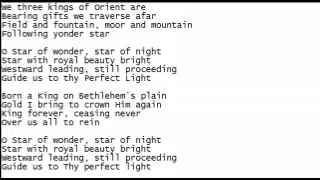 we three kings of Orient are
Bearing gifts we traverse afar
Field and fountain, moor and mountain
Following yonder star
O Star of wonder, star of night
Star with royal beauty bright
Westward leading, still proceeding
Guide us to thy Perfect Light
Born a King on Bethlehem's plain
Gold I bring to crown Him again
King forever, ceasing never
Over us all to rein
O Star of wonder, star of night
Star with royal beauty bright
Westward leading, still proceeding
Guide us to Thy perfect light